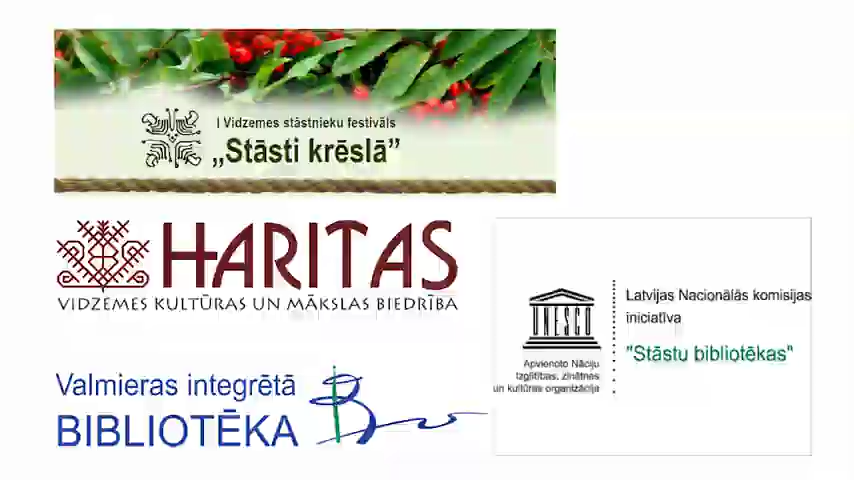 I Vidzemes stāstnieku festivāls
„Stāsti krēslā”
HARITAS
VIDZEMES KULTŪRAS UN MĀKSLAS BIEDRĪBA
Valmieras integrētā
BIBLIOTĒKA
UNESCO
Apvienoto Nāciju
Izglītības, zinātnes
un kultūras organizācija
Latvijas Nacionālās komisijas
iniciatīva
"Stāstu bibliotēkas"